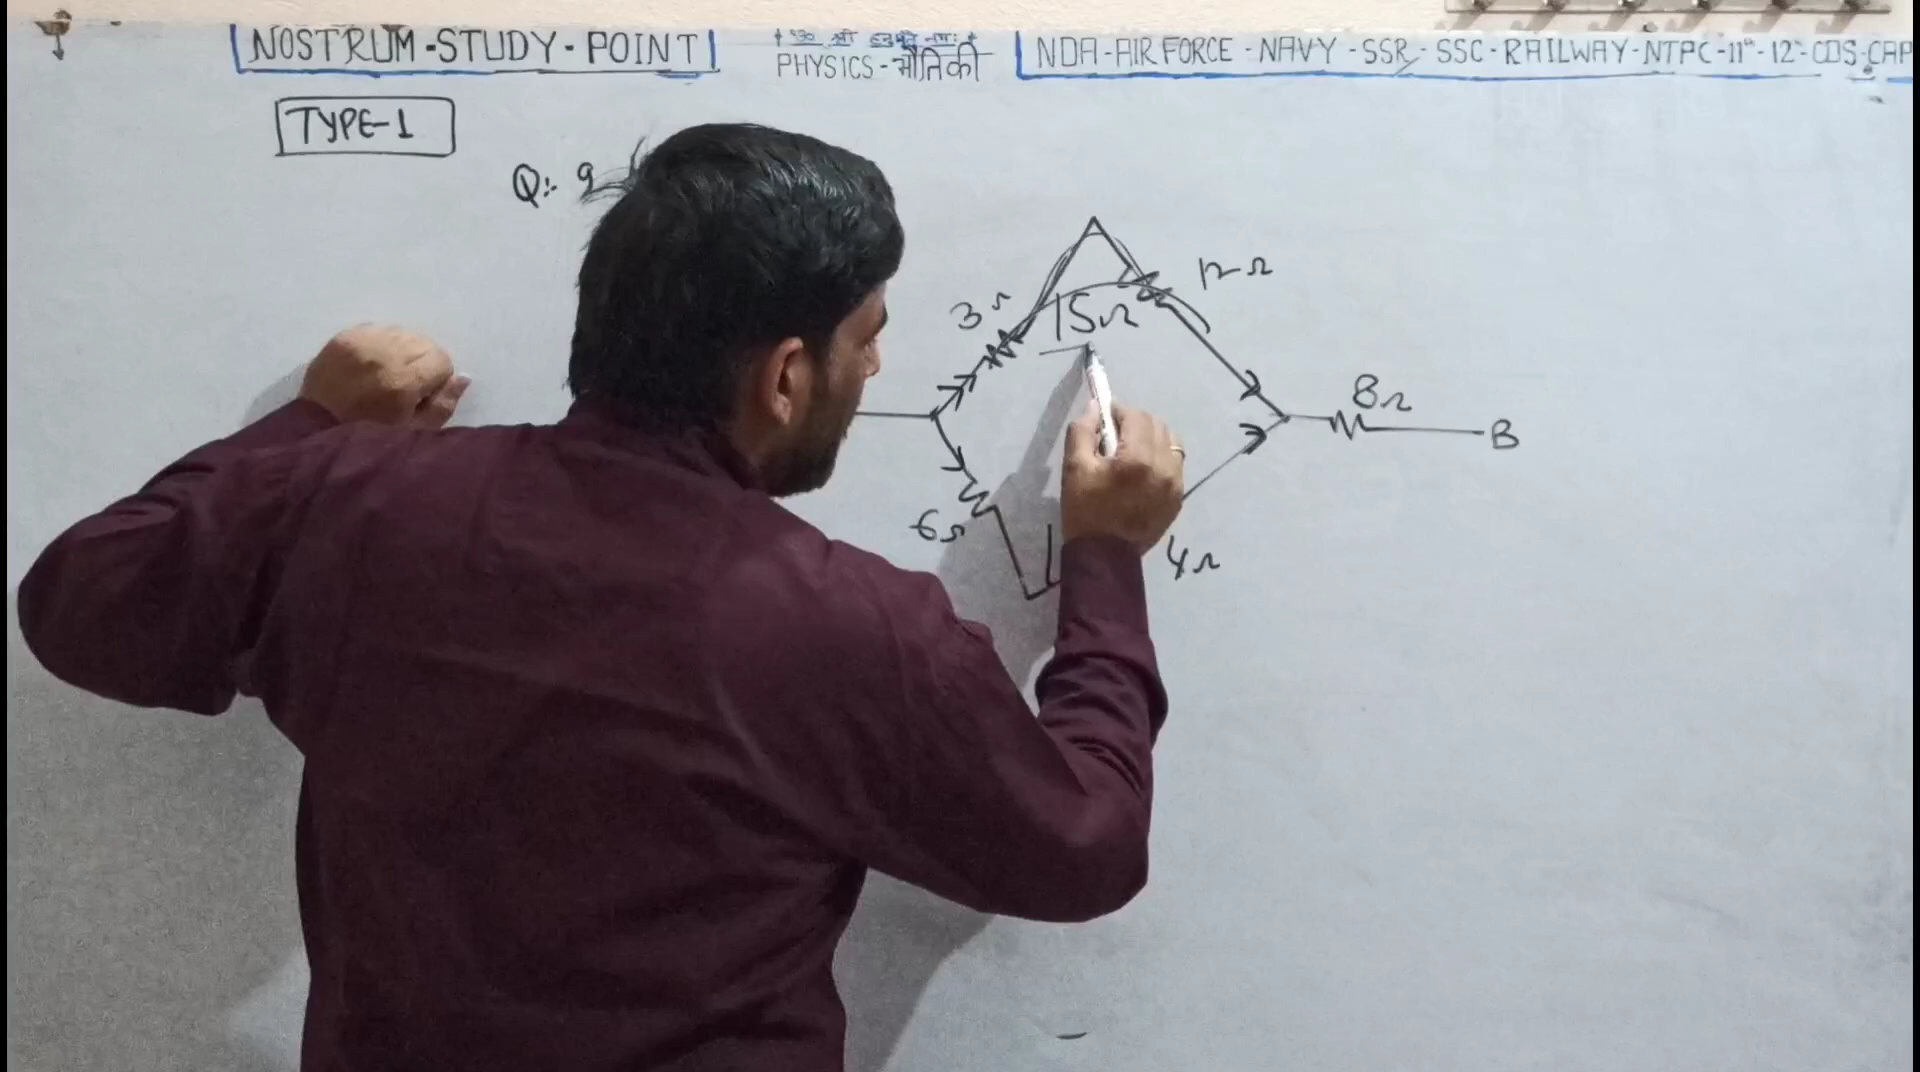 NOSTRUM-STUDY-POINT
PHYSICS-भौतिकी
NDA-AIR FORCE-NAVY-SSR-SSC-RAILWAY-NTPC-11th-12th-CDS-CAP
TYPE-1
Q:- 9
12Ω
3Ω
15Ω
8Ω
B
6Ω
4Ω